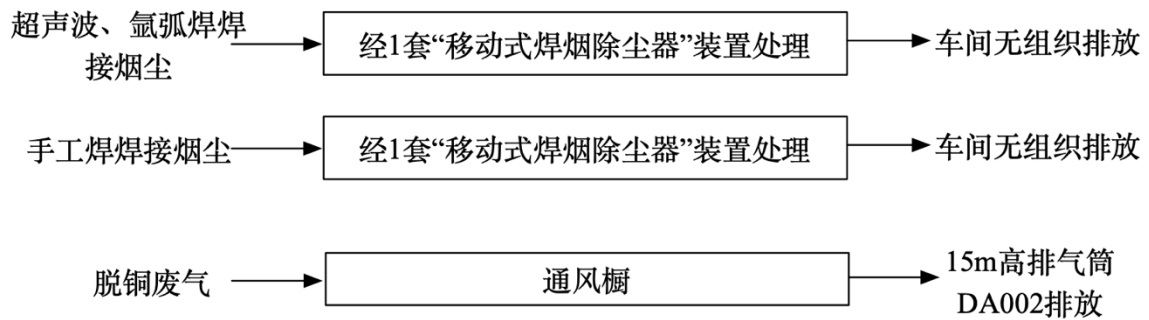 超声波、氩弧焊焊
接烟尘
经1套“移动式焊烟除尘器”装置处理
车间无组织排放
手工焊焊接烟尘
经1套“移动式焊烟除尘器”装置处理
车间无组织排放
脱铜废气
通风橱
15m高排气筒
DA002排放